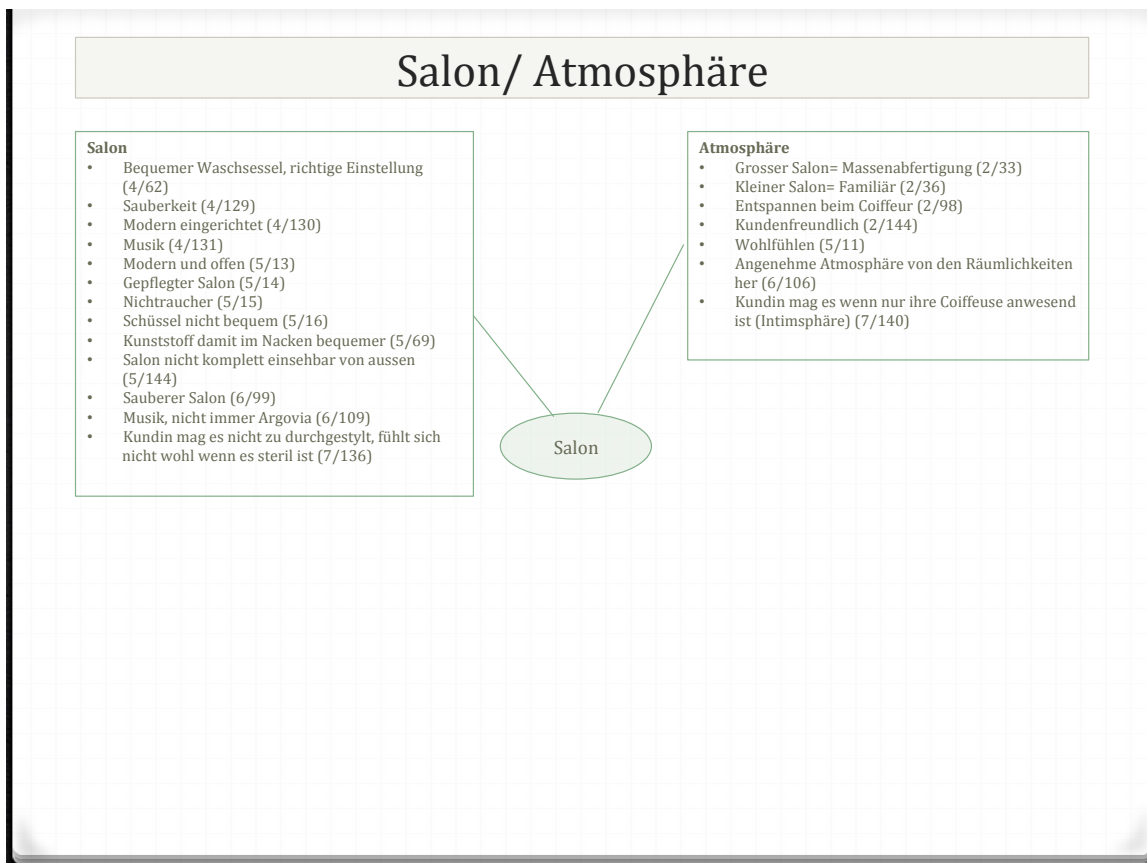 Salon/ Atmosphäre
Salon
• Bequemer Waschsessel, richtige Einstellung
(4/62)
• Sauberkeit (4/129)
• Modern eingerichtet (4/130)
• Musik (4/131)
• Modern und offen (5/13)
• Gepflegter Salon (5/14)
• Nichtraucher (5/15)
• Schüssel nicht bequem (5/16)
• Kunststoff damit im Nacken bequemer (5/69)
• Salon nicht komplett einsehbar von aussen
(5/144)
• Sauberer Salon (6/99)
• Musik, nicht immer Argovia (6/109)
• Kundin mag es nicht zu durchgestylt, fühlt sich
nicht wohl wenn es steril ist (7/136)
Atmosphäre
• Grosser Salon= Massenabfertigung (2/33)
• Kleiner Salon= Familiär (2/36)
• Entspannen beim Coiffeur (2/98)
• Kundenfreundlich (2/144)
• Wohlfühlen (5/11)
• Angenehme Atmosphäre von den Räumlichkeiten
her (6/106)
• Kundin mag es wenn nur ihre Coiffeuse anwesend
ist (Intimsphäre) (7/140)
Salon